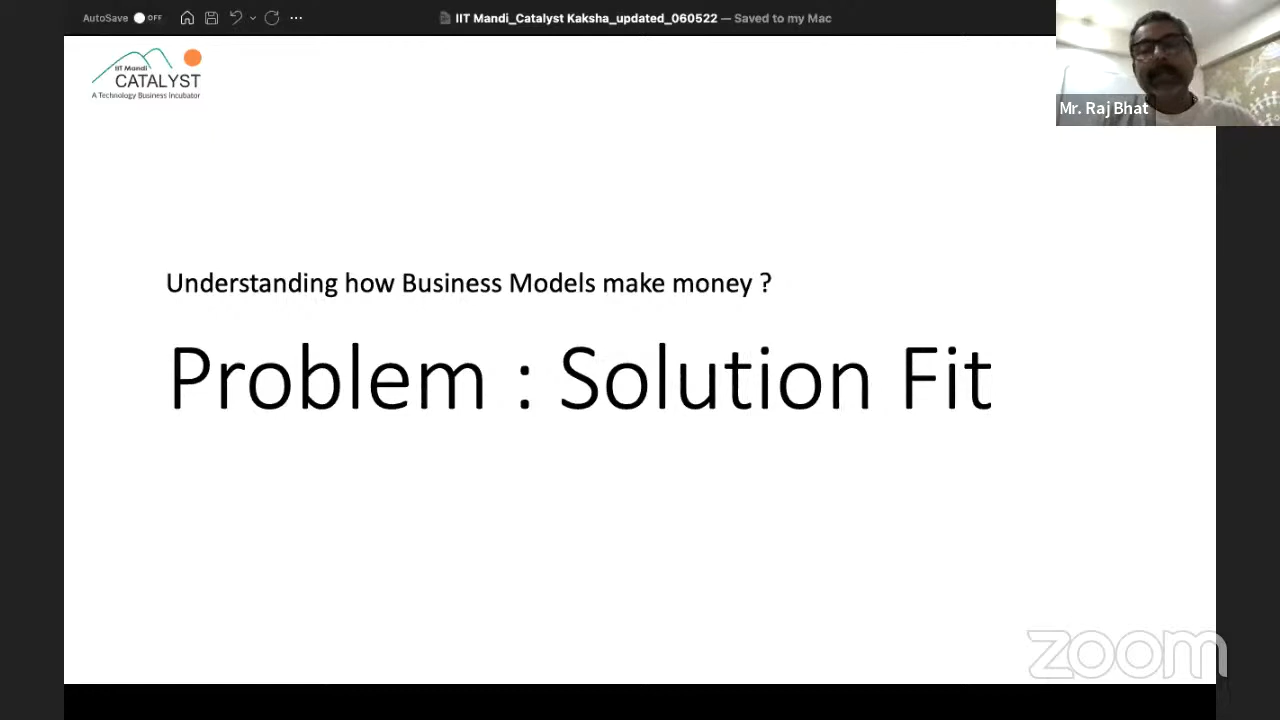 AutoSave OFF
IIT Mandi_Catalyst Kaksha_updated_060522 — Saved to my Mac
IIT Mandi
CATALYST
A Technology Business Incubator
Mr. Raj Bhat
Understanding how Business Models make money ?
Problem : Solution Fit
zoom